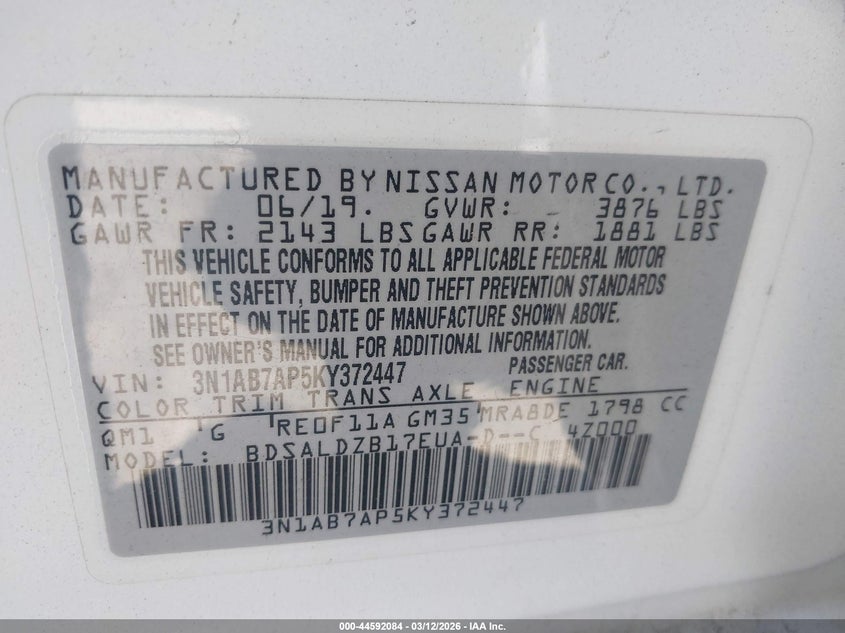 MANUFACTURED BY NISSAN MOTOR CO., LTD.
DATE: 06/19. GVWR: 3876 LBS
GAWR FR: 2143 LBS GAWR RR: 1881 LBS
THIS VEHICLE CONFORMS TO ALL APPLICABLE FEDERAL MOTOR
VEHICLE SAFETY, BUMPER AND THEFT PREVENTION STANDARDS
IN EFFECT ON THE DATE OF MANUFACTURE SHOWN ABOVE.
SEE OWNER'S MANUAL FOR ADDITIONAL INFORMATION.
VIN: 3N1AB7AP5KY372447 PASSENGER CAR.
COLOR TRIM TRANS AXLE ENGINE
QM1 G RE0F11A GM35 MRA8DE 1798 CC
MODEL: BDSALDZB17EUA-D--C 4Z000
3N1AB7AP5KY372447
000-44592084 - 03/12/2026 - IAA Inc.